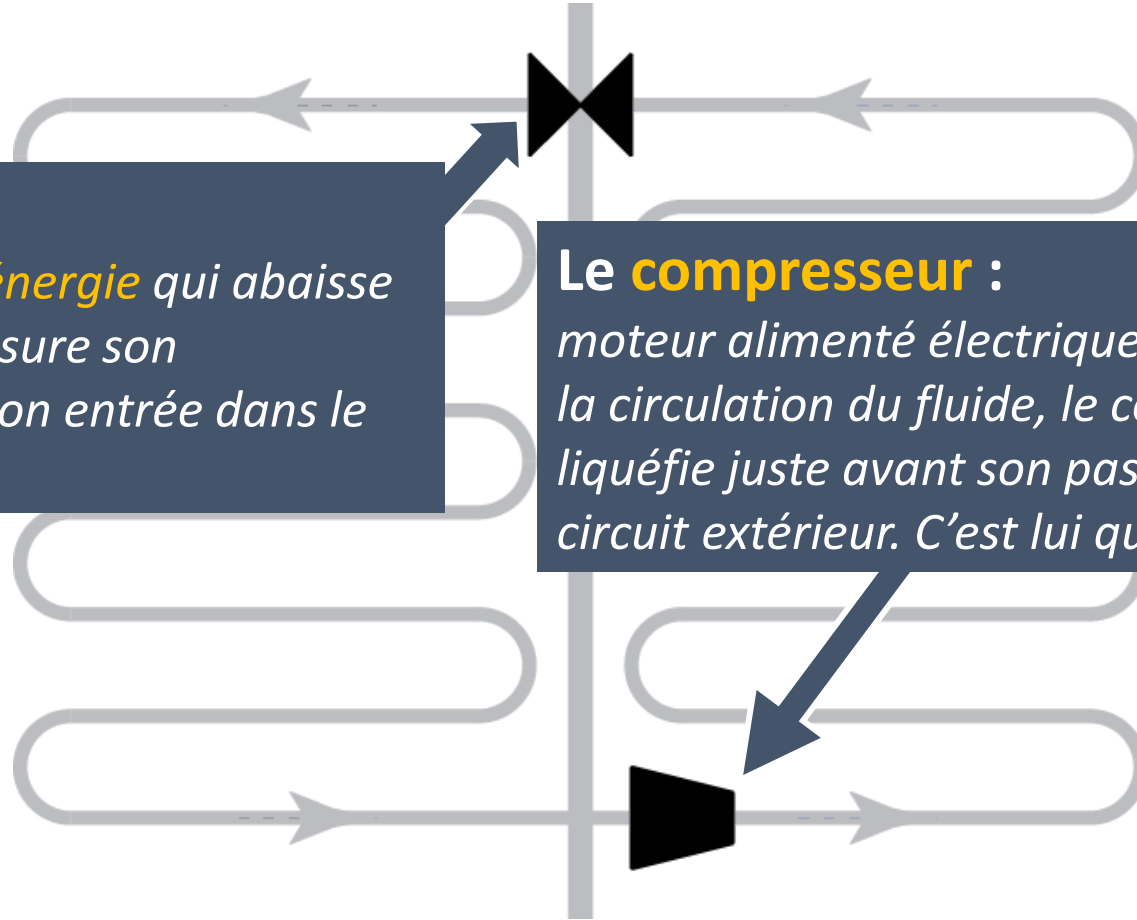 énergie qui abaisse
sure son
on entrée dans le
Le compresseur :
moteur alimenté électrique
la circulation du fluide, le c
liquéfie juste avant son pas
circuit extérieur. C’est lui qu